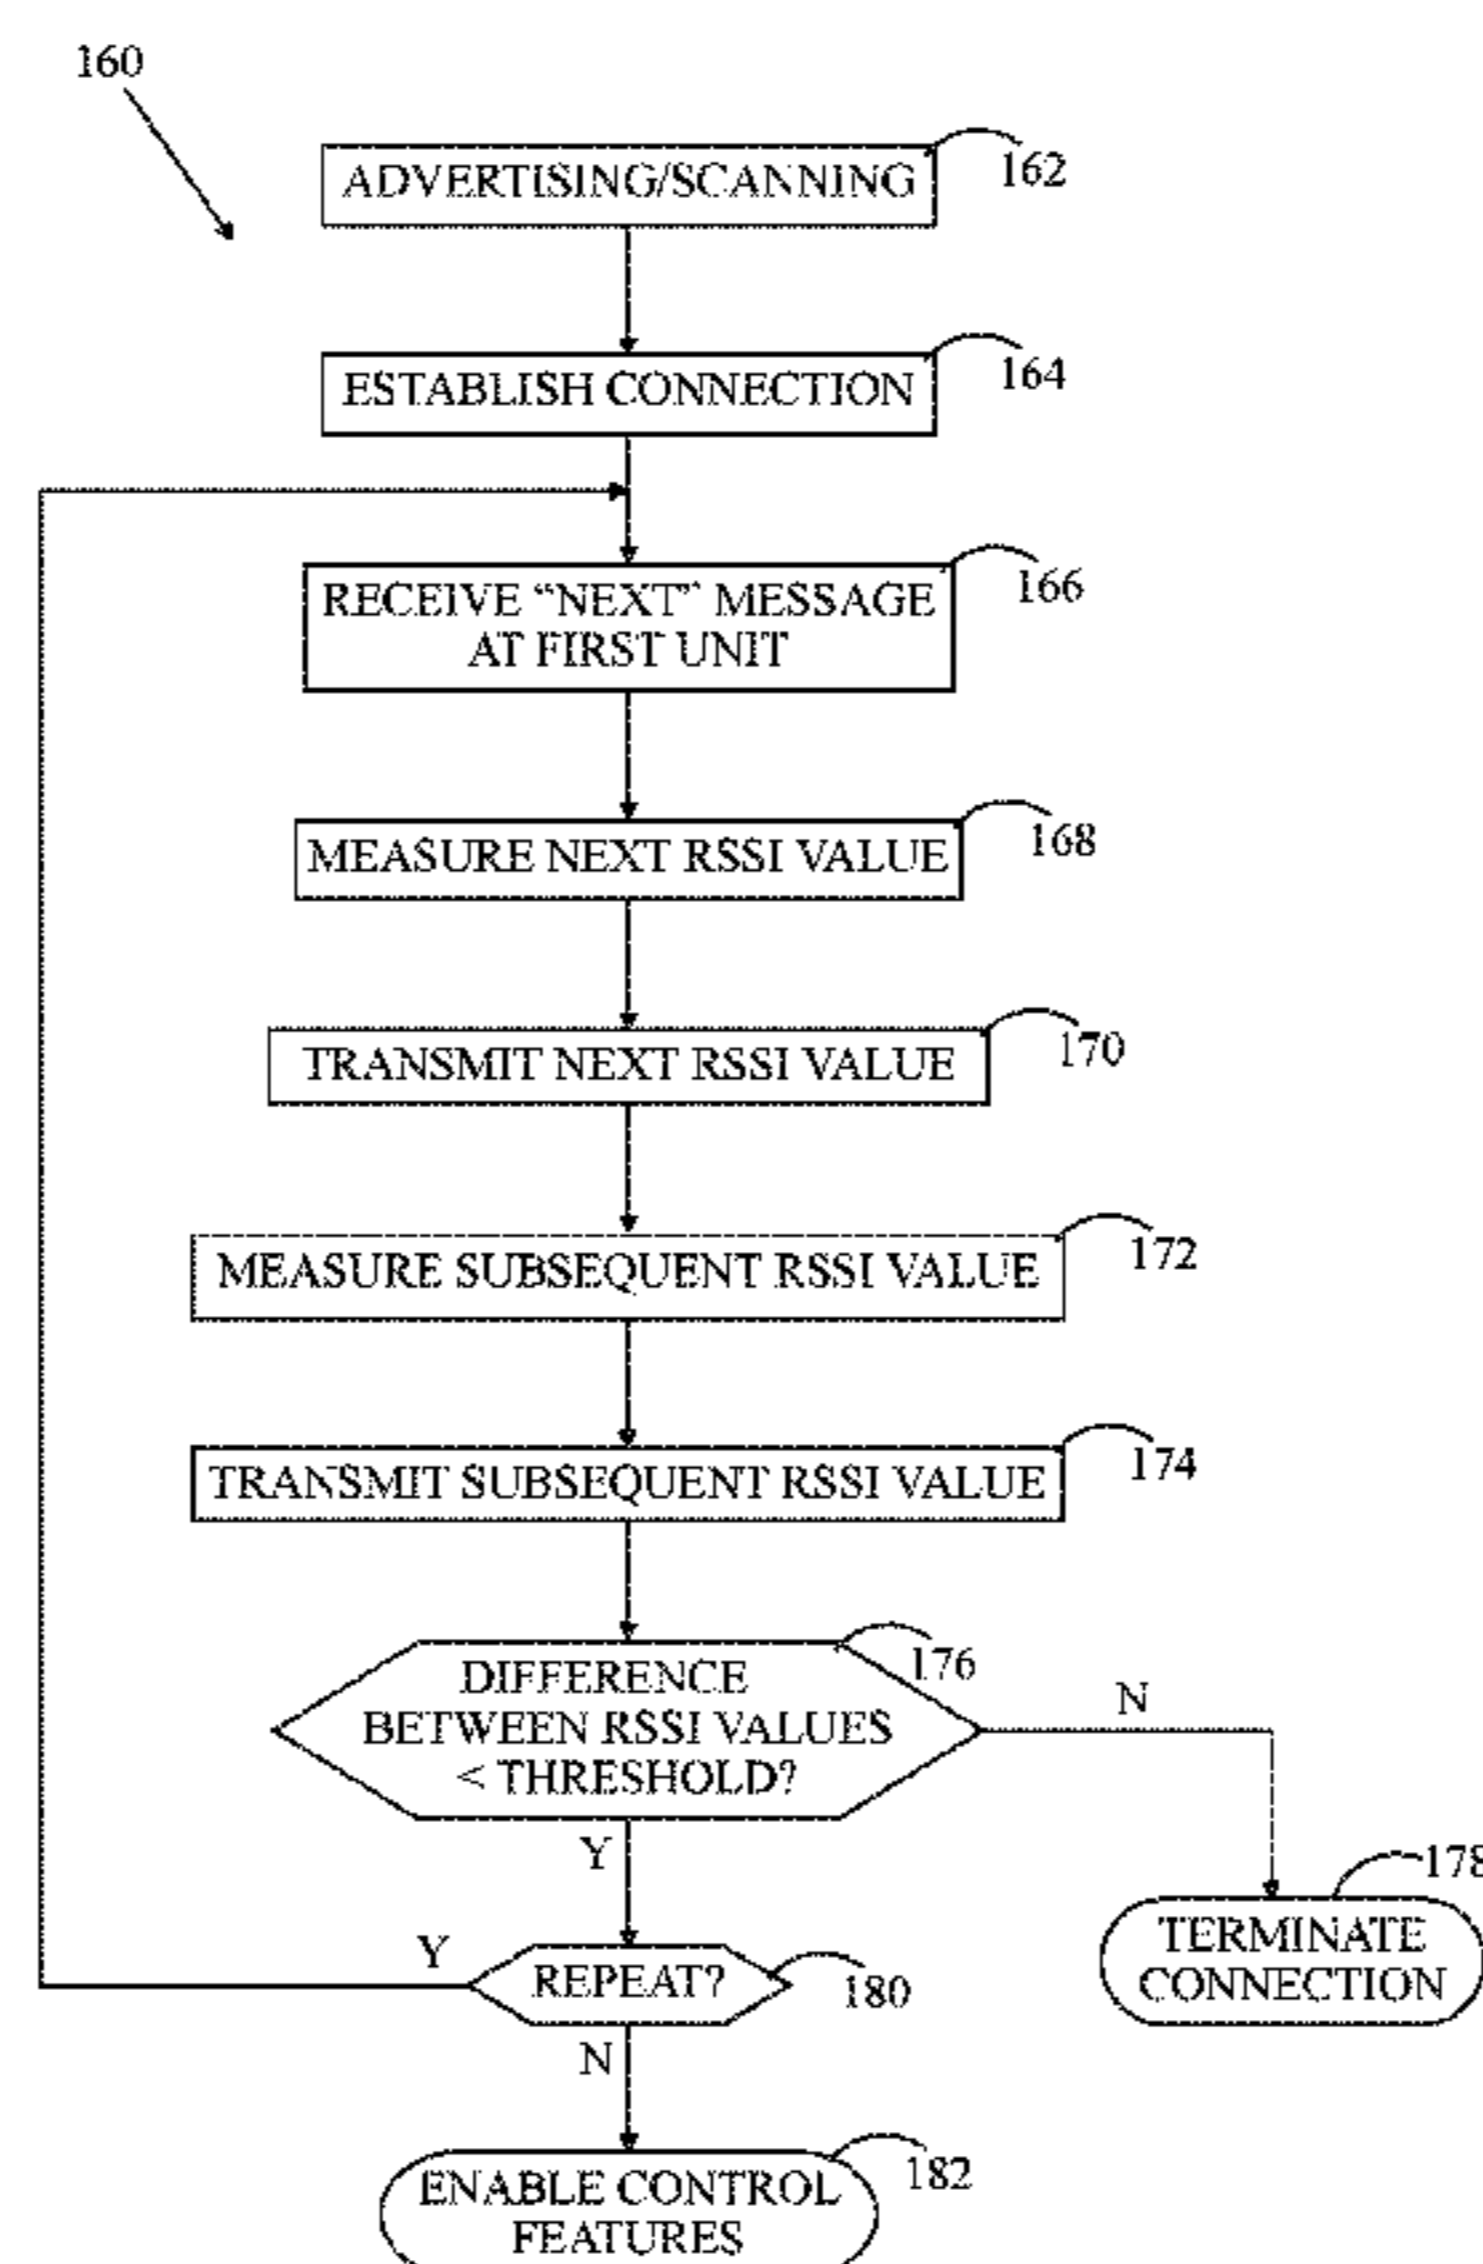 160
ADVERTISING/SCANNING
162
ESTABLISH CONNECTION
164
RECEIVE “NEXT” MESSAGE
AT FIRST UNIT
166
MEASURE NEXT RSSI VALUE
168
TRANSMIT NEXT RSSI VALUE
170
MEASURE SUBSEQUENT RSSI VALUE
172
TRANSMIT SUBSEQUENT RSSI VALUE
174
DIFFERENCE
BETWEEN RSSI VALUES
< THRESHOLD?
176
N
Y
178
TERMINATE
CONNECTION
Y
REPEAT?
180
N
ENABLE CONTROL
FEATURES
182